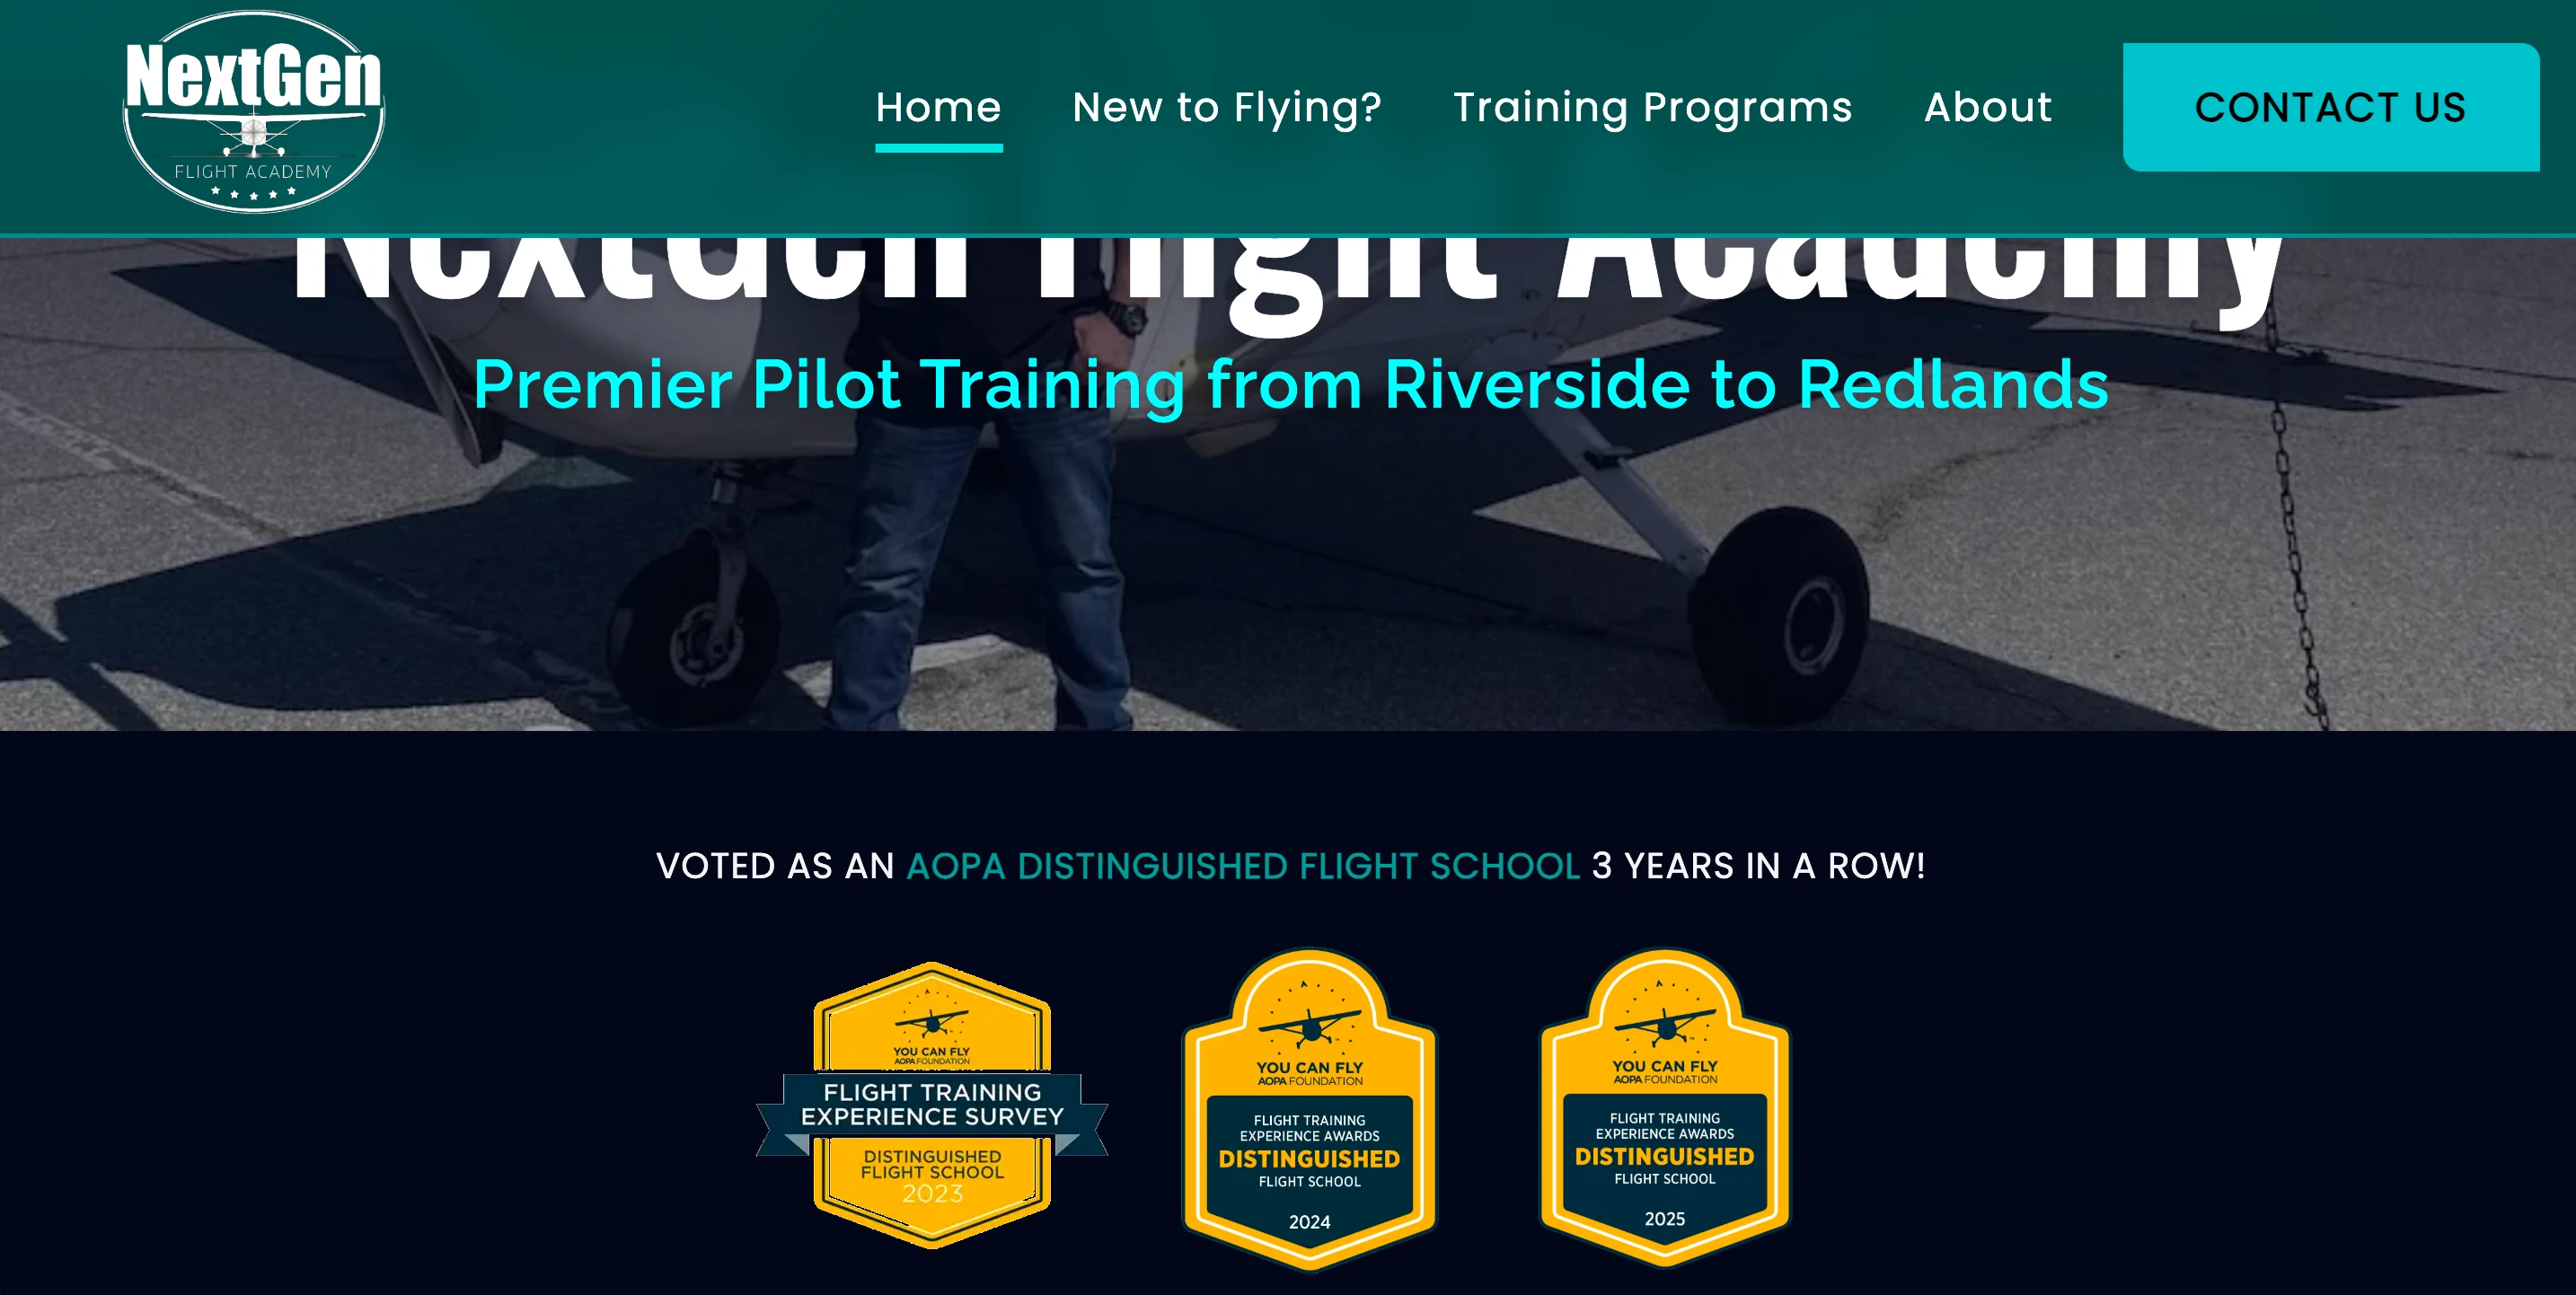 NextGen
FLIGHT ACADEMY
Home
New to Flying?
Training Programs
About
CONTACT US
NextGen Flight Academy
Premier Pilot Training from Riverside to Redlands
VOTED AS AN AOPA DISTINGUISHED FLIGHT SCHOOL 3 YEARS IN A ROW!
YOU CAN FLY
AOPA FOUNDATION
FLIGHT TRAINING
EXPERIENCE SURVEY
DISTINGUISHED
FLIGHT SCHOOL
2023
YOU CAN FLY
AOPA FOUNDATION
FLIGHT TRAINING
EXPERIENCE AWARDS
DISTINGUISHED
FLIGHT SCHOOL
2024
YOU CAN FLY
AOPA FOUNDATION
FLIGHT TRAINING
EXPERIENCE AWARDS
DISTINGUISHED
FLIGHT SCHOOL
2025